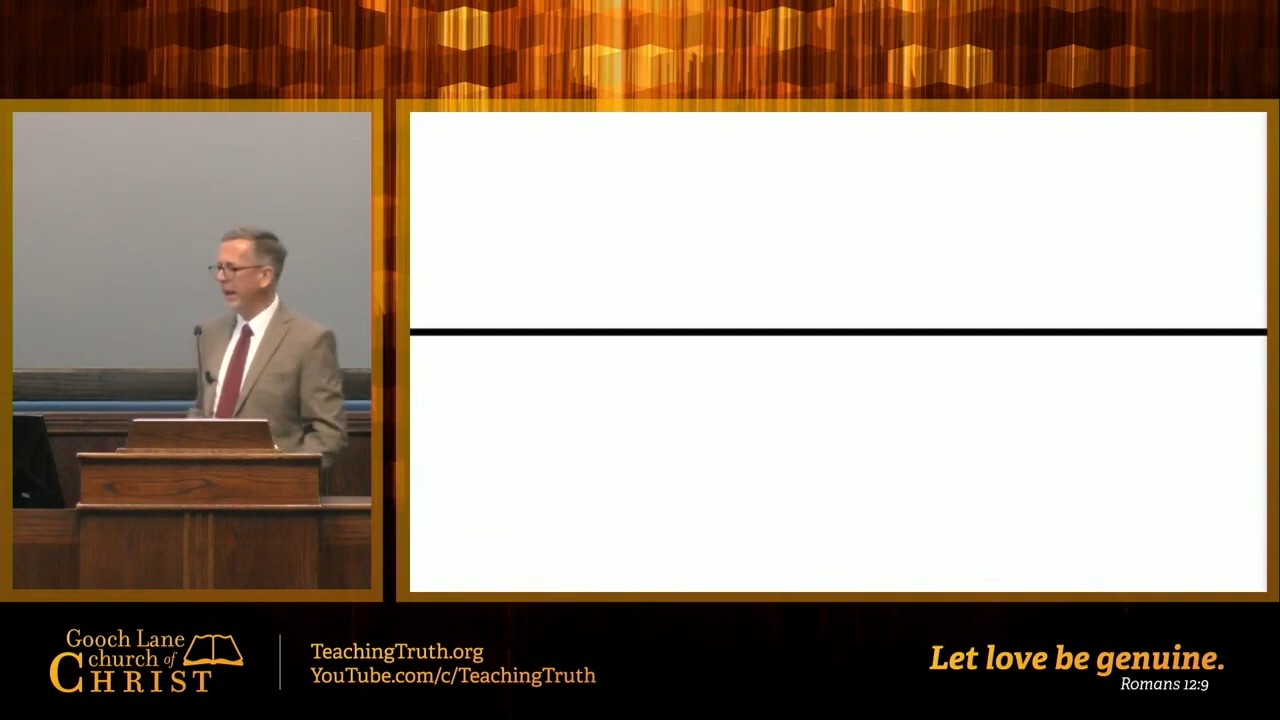 Gooch Lane
church of
CHRIST
TeachingTruth.org
YouTube.com/c/TeachingTruth
Let love be genuine.
Romans 12:9